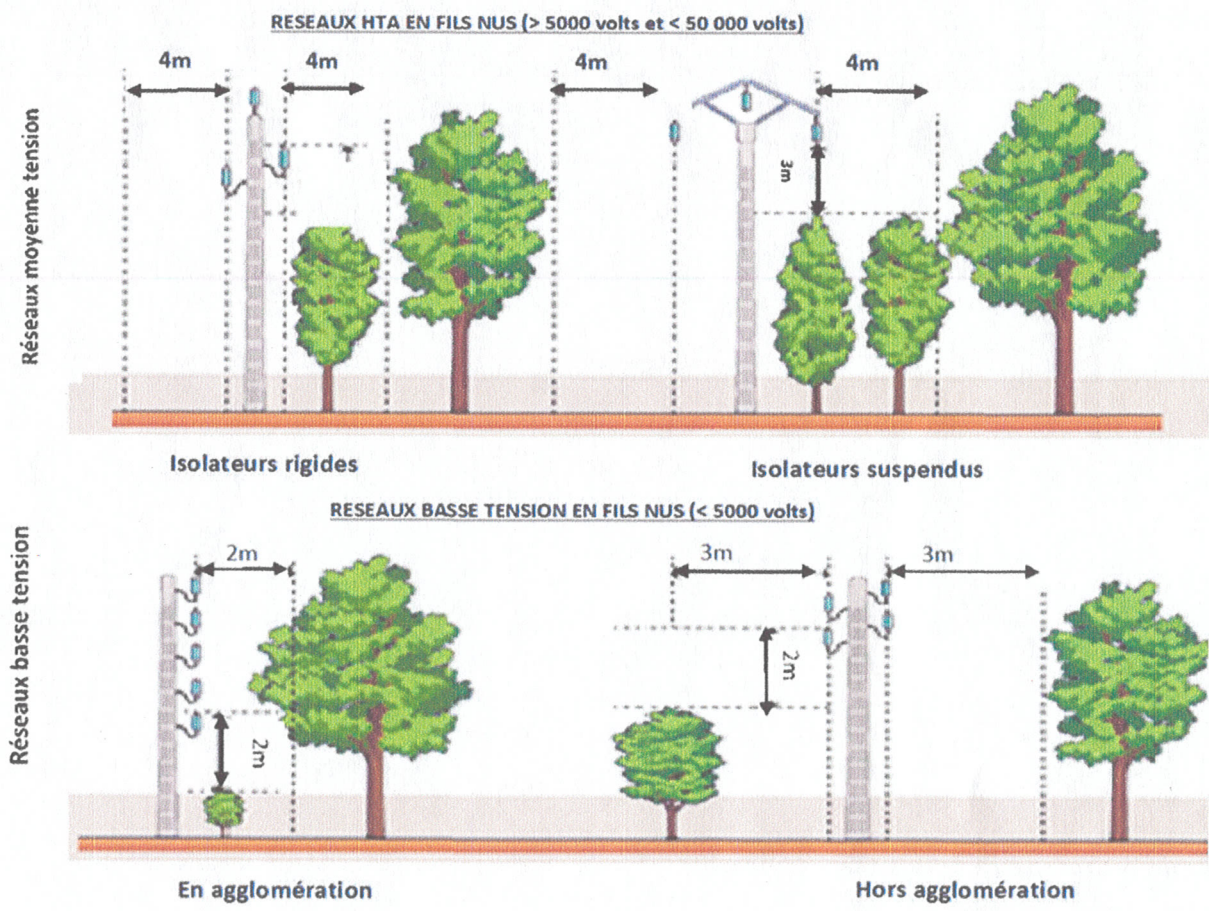 RESEAUX HTA EN FILS NUS (> 5000 volts et < 50 000 volts)
4m
4m
4m
4m
3m
Réseaux moyenne tension
Isolateurs rigides
Isolateurs suspendus
RESEAUX BASSE TENSION EN FILS NUS (< 5000 volts)
2m
3m
3m
2m
2m
Réseaux basse tension
En agglomération
Hors agglomération